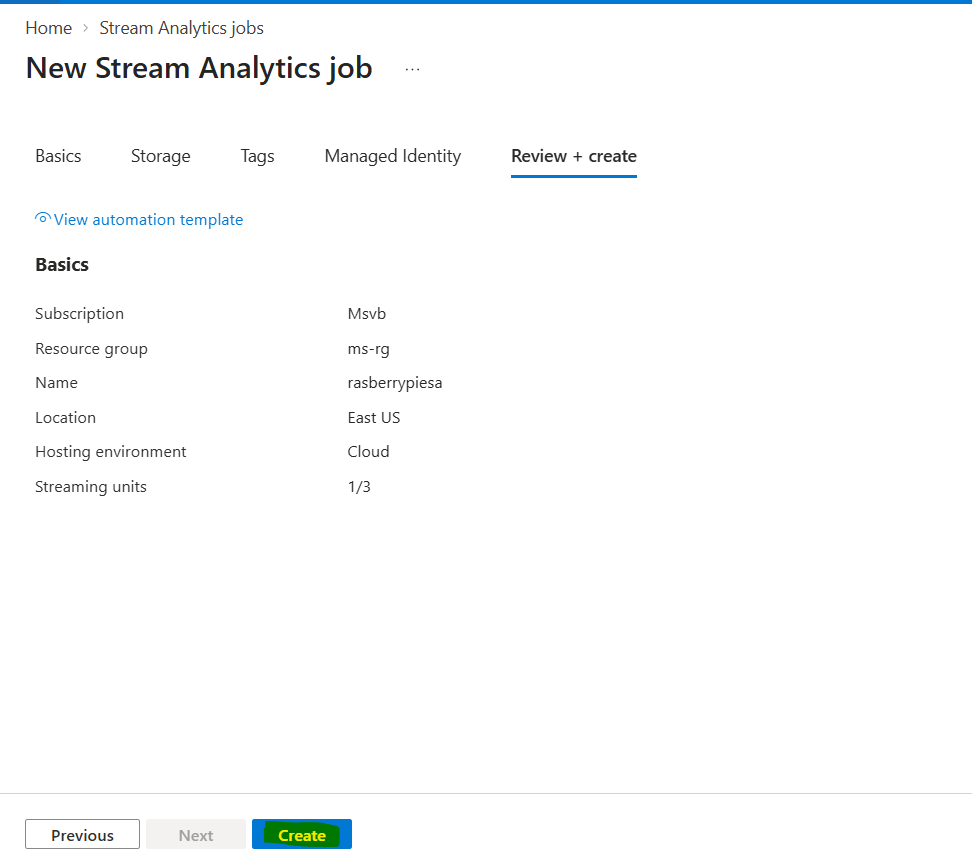 Home > Stream Analytics jobs
New Stream Analytics job ...
Basics Storage Tags Managed Identity Review + create
View automation template
Basics
Subscription Msvb
Resource group ms-rg
Name rasberrypiesa
Location East US
Hosting environment Cloud
Streaming units 1/3
Previous Next Create